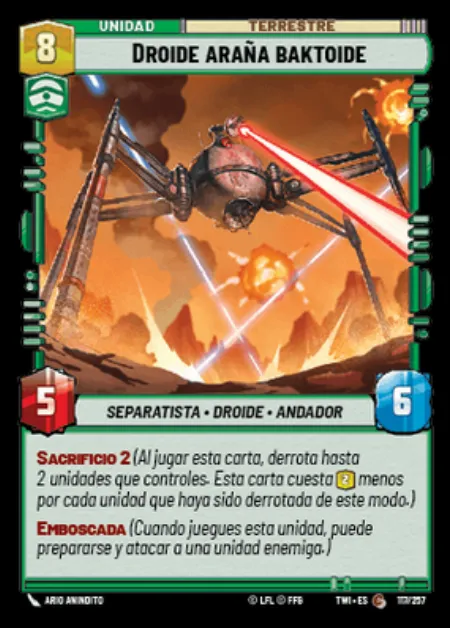 UNIDAD
TERRESTRE
8
DROIDE ARAÑA BAKTOIDE
5
SEPARATISTA • DROIDE • ANDADOR
6
SACRIFICIO 2 (Al jugar esta carta, derrota hasta
2 unidades que controles. Esta carta cuesta 2 menos
por cada unidad que haya sido derrotada de este modo.)
EMBOSCADA (Cuando juegues esta unidad, puede
prepararse y atacar a una unidad enemiga.)
ARIO ANINDITO
© LFL © FFG
TWI • ES
C
117/257